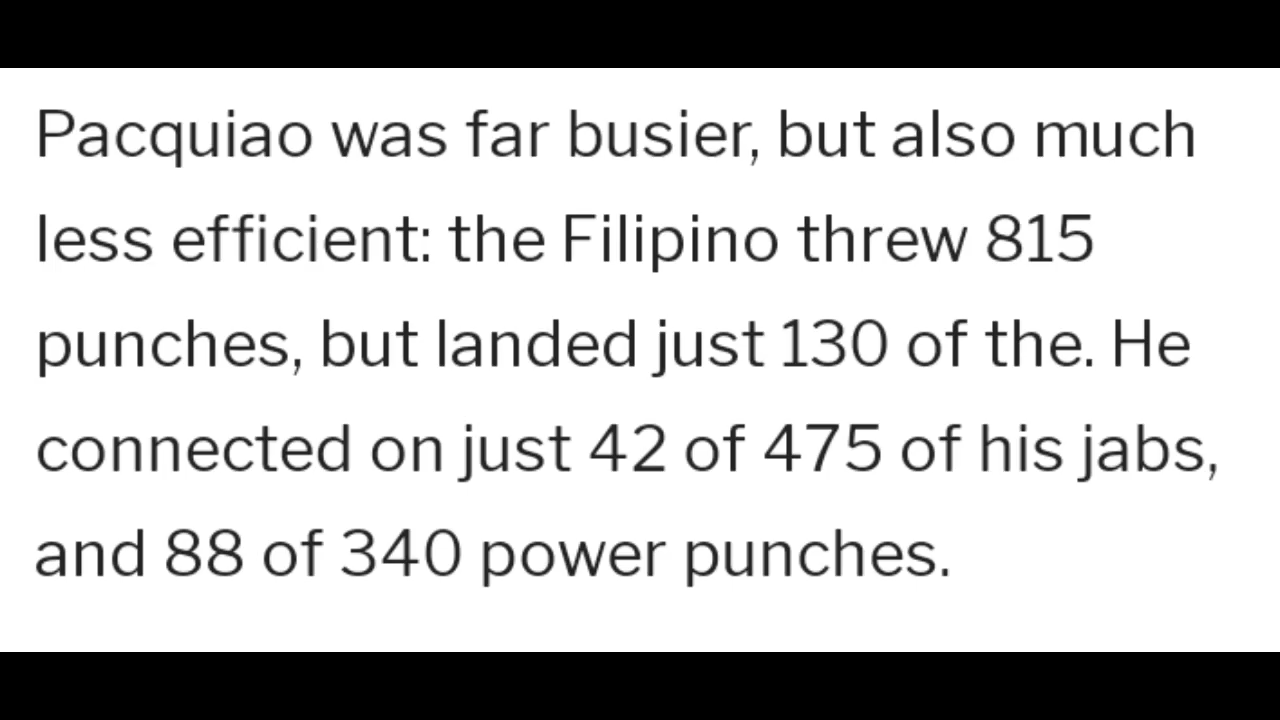 Pacquiao was far busier, but also much
less efficient: the Filipino threw 815
punches, but landed just 130 of the. He
connected on just 42 of 475 of his jabs,
and 88 of 340 power punches.